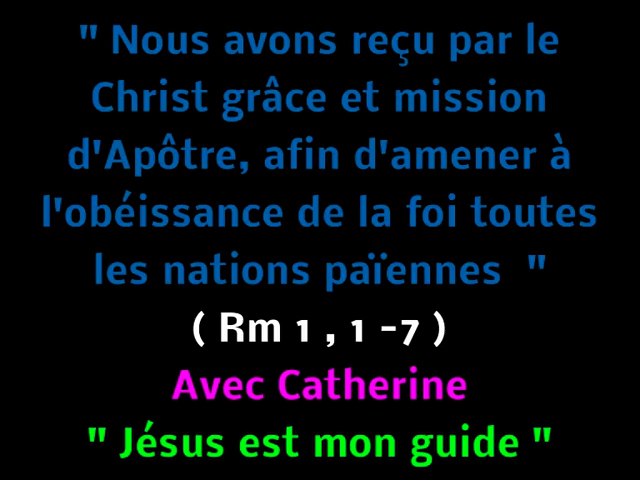 " Nous avons reçu par le
Christ grâce et mission
d'Apôtre, afin d'amener à
l'obéissance de la foi toutes
les nations païennes "
( Rm 1 , 1 -7 )
Avec Catherine
" Jésus est mon guide "